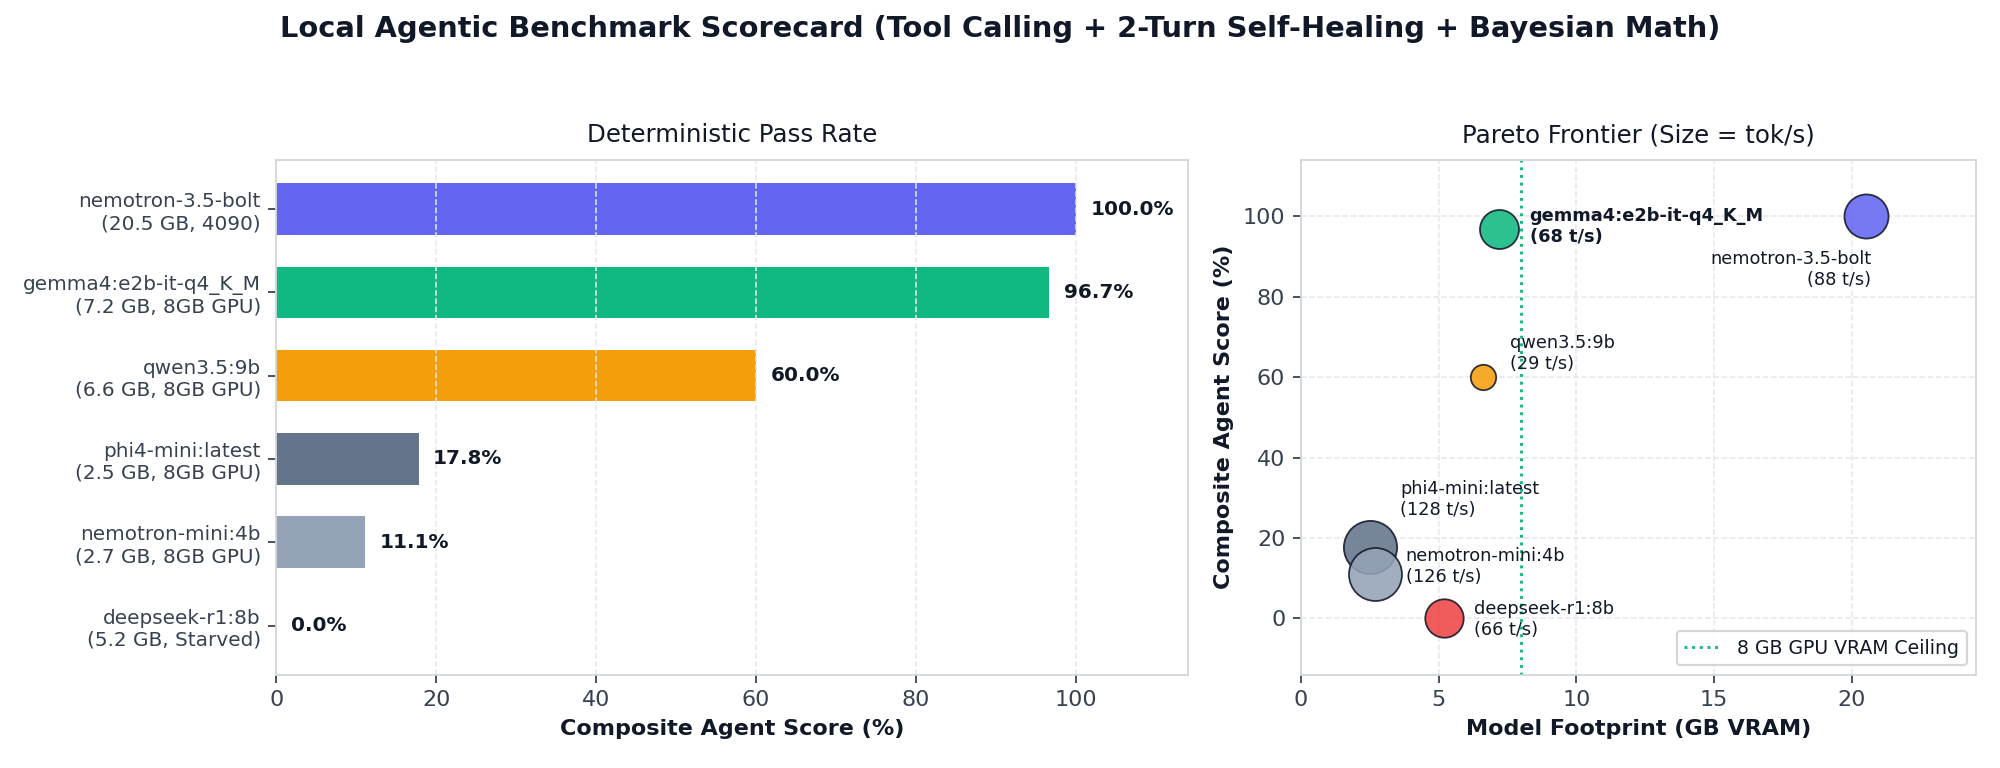 Local Agentic Benchmark Scorecard (Tool Calling + 2-Turn Self-Healing + Bayesian Math)
Deterministic Pass Rate
nemotron-3.5-bolt
(20.5 GB, 4090)
100.0%
gemma4:e2b-it-q4_K_M
(7.2 GB, 8GB GPU)
96.7%
qwen3.5:9b
(6.6 GB, 8GB GPU)
60.0%
phi4-mini:latest
(2.5 GB, 8GB GPU)
17.8%
nemotron-mini:4b
(2.7 GB, 8GB GPU)
11.1%
deepseek-r1:8b
(5.2 GB, Starved)
0.0%
0 20 40 60 80 100
Composite Agent Score (%)
Pareto Frontier (Size = tok/s)
Composite Agent Score (%)
100
80
60
40
20
0
gemma4:e2b-it-q4_K_M
(68 t/s)
nemotron-3.5-bolt
(88 t/s)
qwen3.5:9b
(29 t/s)
phi4-mini:latest
(128 t/s)
nemotron-mini:4b
(126 t/s)
deepseek-r1:8b
(66 t/s)
8 GB GPU VRAM Ceiling
0 5 10 15 20
Model Footprint (GB VRAM)